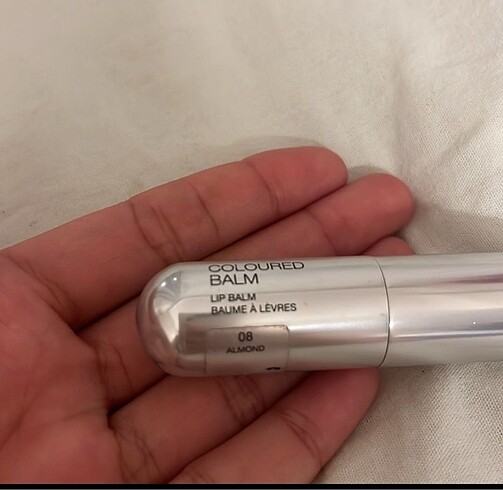 COLOURED
BALM
LIP BALM
BAUME À LÈVRES
08
ALMOND